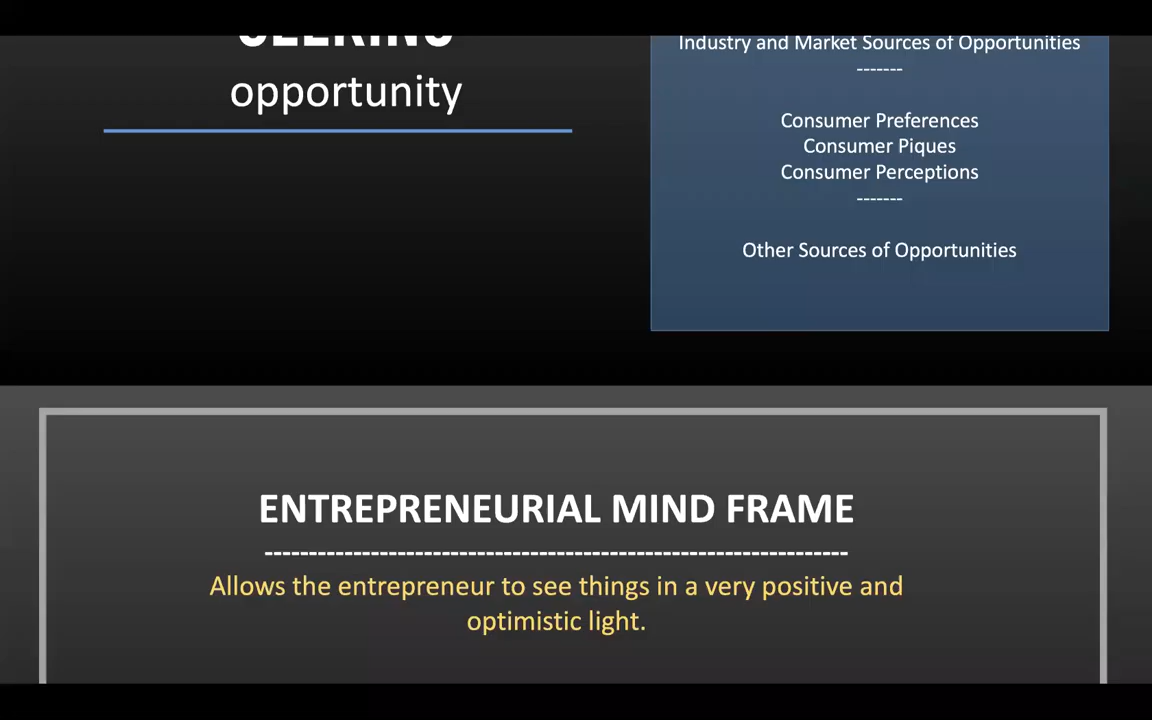 SEEKING
opportunity
Industry and Market Sources of Opportunities
-------
Consumer Preferences
Consumer Piques
Consumer Perceptions
-------
Other Sources of Opportunities
ENTREPRENEURIAL MIND FRAME
------------------------------------------------------------------
Allows the entrepreneur to see things in a very positive and
optimistic light.